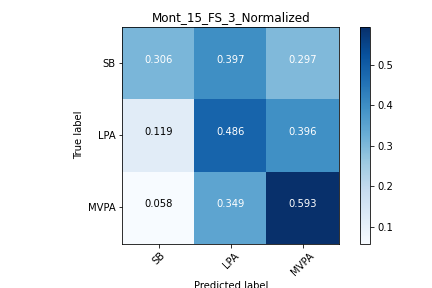 Mont_15_FS_3_Normalized
SB 0.306 0.397 0.297
LPA 0.119 0.486 0.396
MVPA 0.058 0.349 0.593
True label
SB LPA MVPA
Predicted label
0.5
0.4
0.3
0.2
0.1